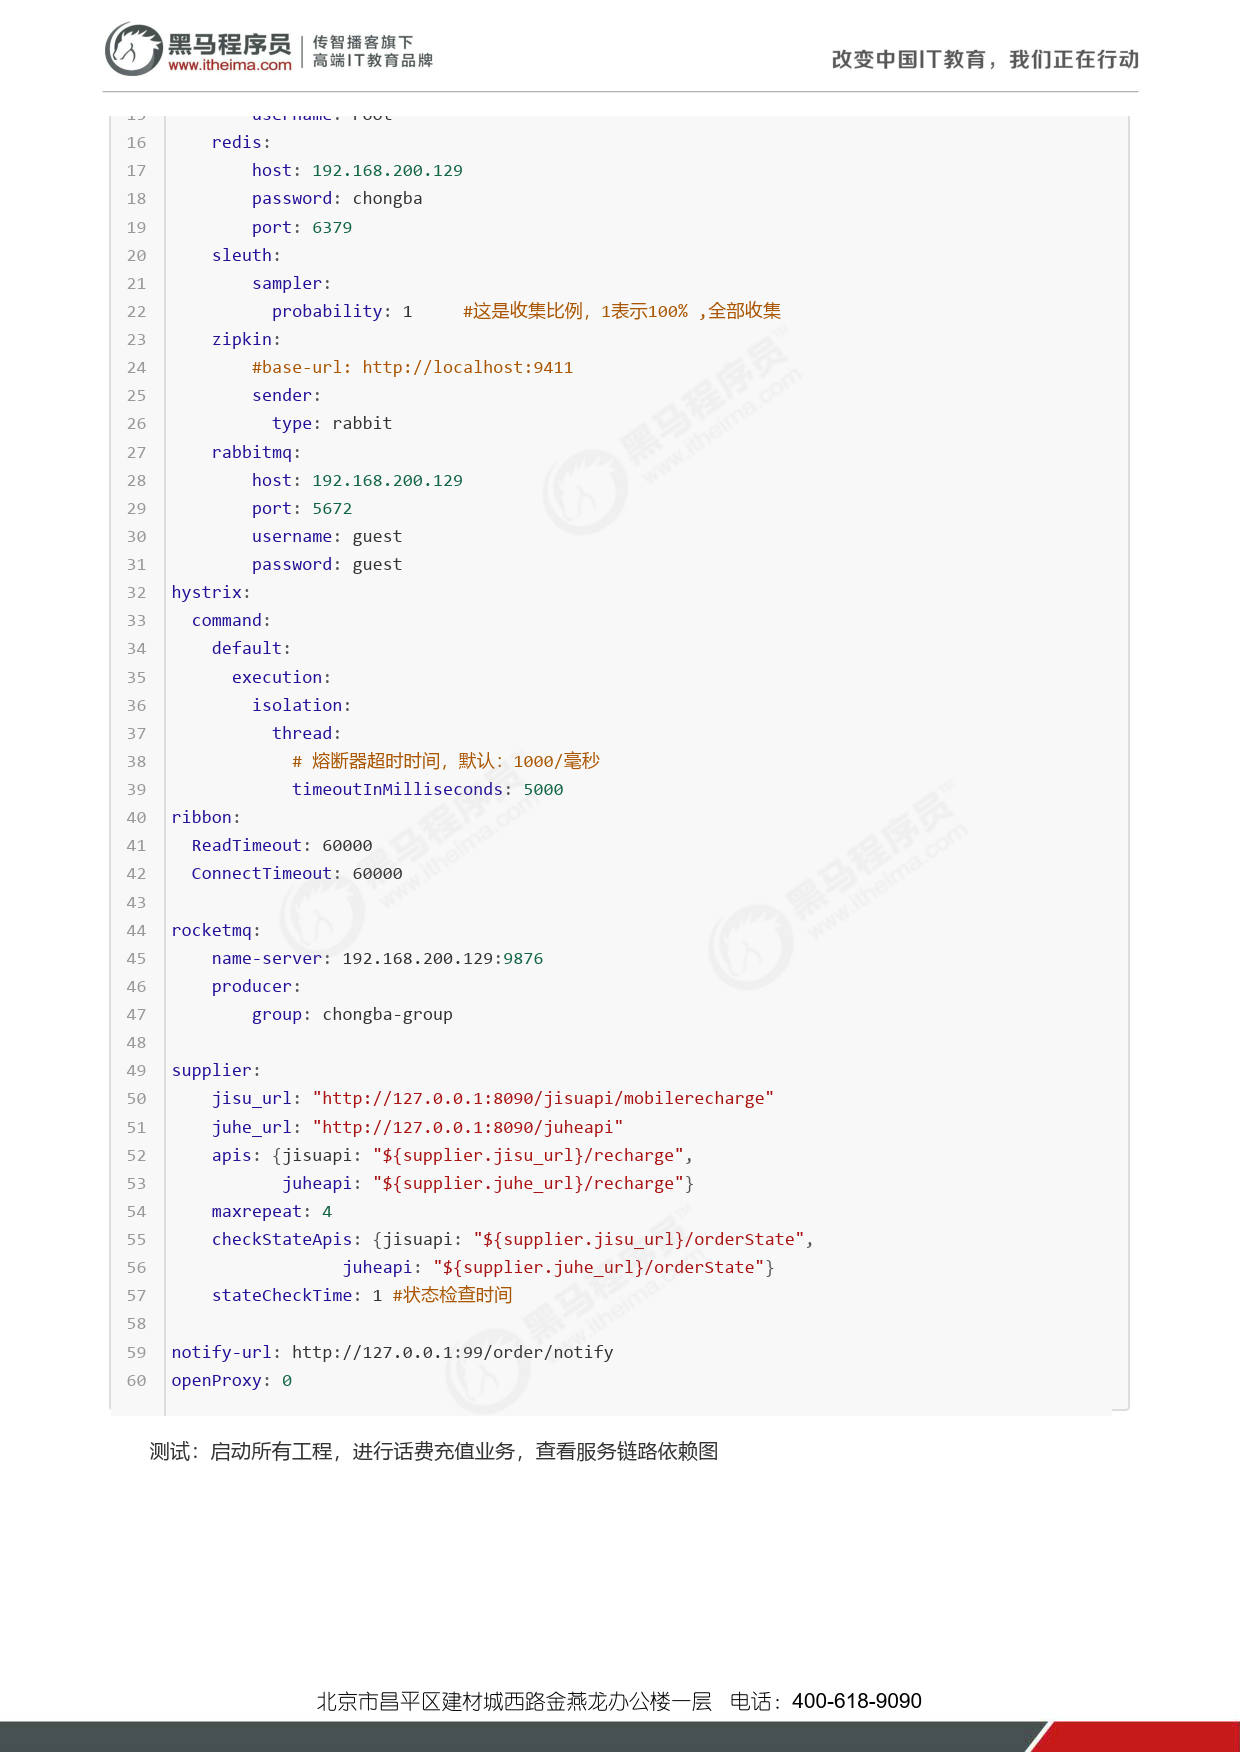 黑马程序员
www.itheima.com
传智播客旗下
高端IT教育品牌
改变中国IT教育，我们正在行动
15 username: root
16 redis:
17 host: 192.168.200.129
18 password: chongba
19 port: 6379
20 sleuth:
21 sampler:
22 probability: 1 #这是收集比例，1表示100% ,全部收集
23 zipkin:
24 #base-url: http://localhost:9411
25 sender:
26 type: rabbit
27 rabbitmq:
28 host: 192.168.200.129
29 port: 5672
30 username: guest
31 password: guest
32 hystrix:
33 command:
34 default:
35 execution:
36 isolation:
37 thread:
38 # 熔断器超时时间，默认：1000/毫秒
39 timeoutInMilliseconds: 5000
40 ribbon:
41 ReadTimeout: 60000
42 ConnectTimeout: 60000
43
44 rocketmq:
45 name-server: 192.168.200.129:9876
46 producer:
47 group: chongba-group
48
49 supplier:
50 jisu_url: "http://127.0.0.1:8090/jisuapi/mobilerecharge"
51 juhe_url: "http://127.0.0.1:8090/juheapi"
52 apis: {jisuapi: "${supplier.jisu_url}/recharge",
53 juheapi: "${supplier.juhe_url}/recharge"}
54 maxrepeat: 4
55 checkStateApis: {jisuapi: "${supplier.jisu_url}/orderState",
56 juheapi: "${supplier.juhe_url}/orderState"}
57 stateCheckTime: 1 #状态检查时间
58
59 notify-url: http://127.0.0.1:99/order/notify
60 openProxy: 0
测试：启动所有工程，进行话费充值业务，查看服务链路依赖图
北京市昌平区建材城西路金燕龙办公楼一层 电话：400-618-9090